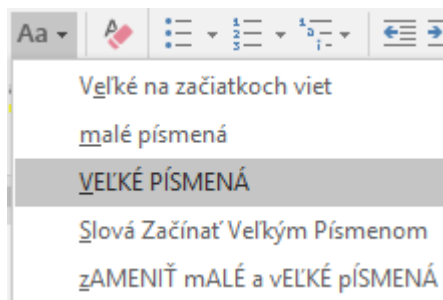 Aa
Veľké na začiatkoch viet
malé písmená
VEĽKÉ PÍSMENÁ
Slová Začínať Veľkým Písmenom
zAMENIŤ mALÉ a vEĽKÉ pÍSMENÁ